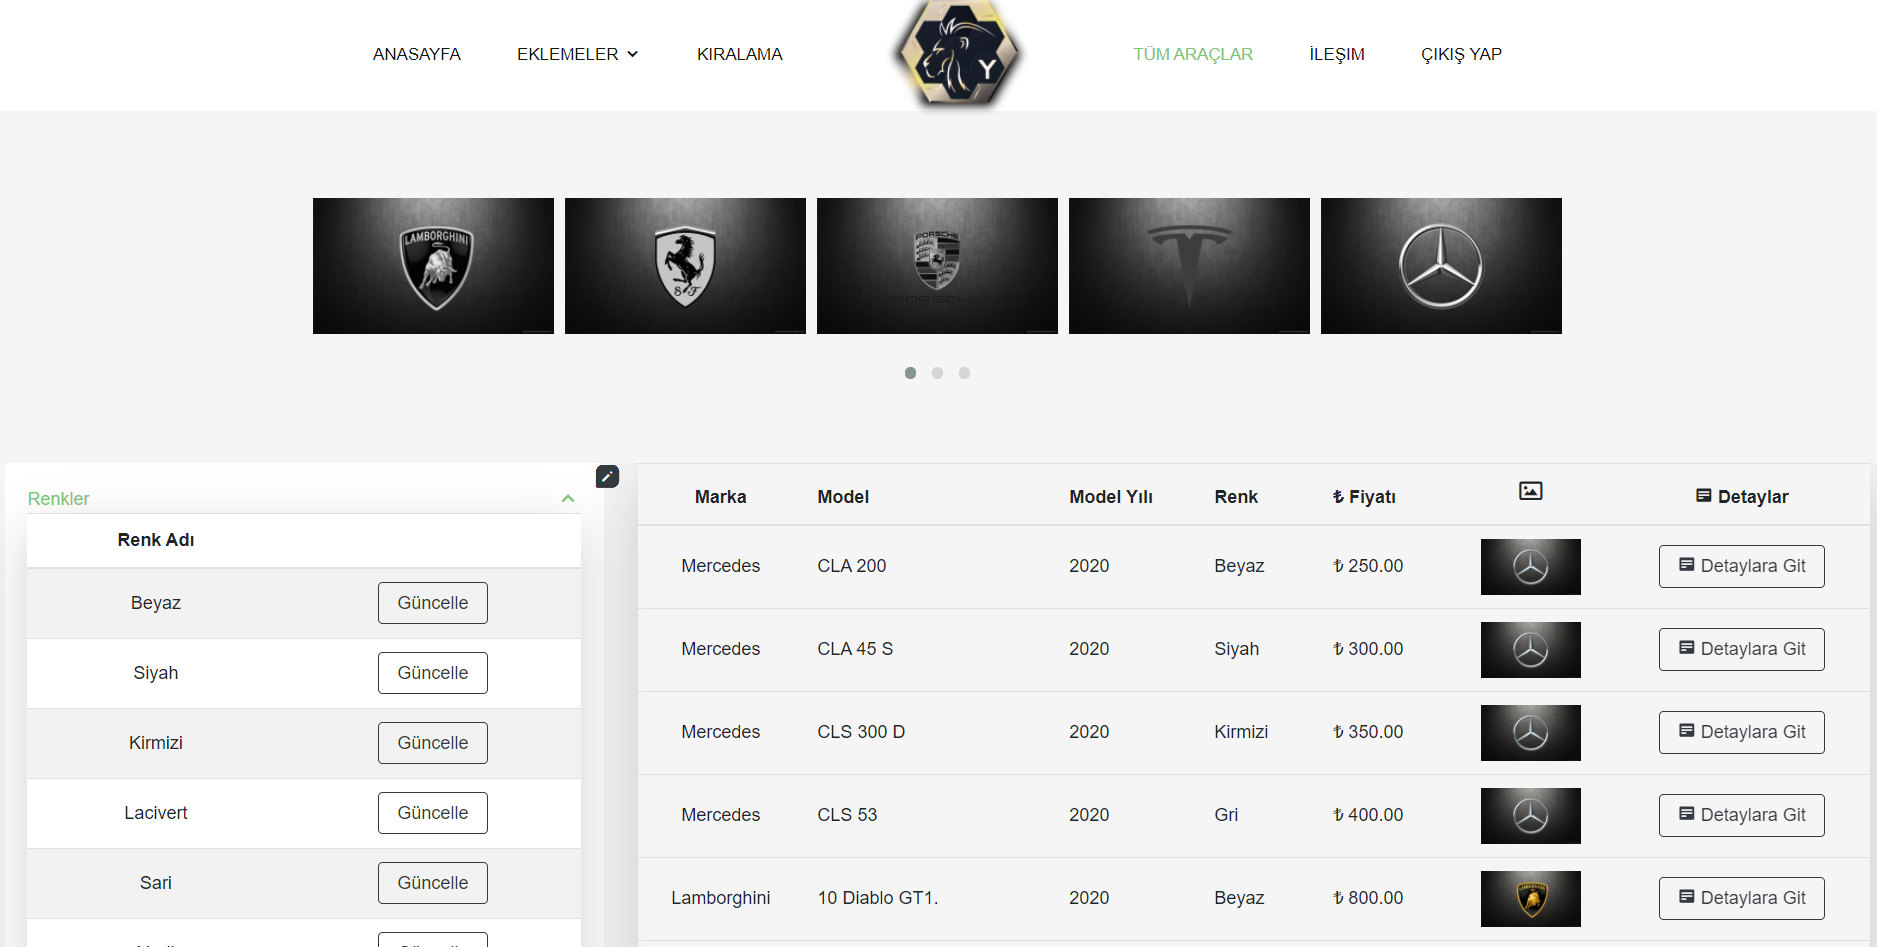 ANASAYFA EKLEMELER KIRALAMA Y TÜM ARAÇLAR İLEŞIM ÇIKIŞ YAP
LAMBORGHINI S F PORSCHE
PORSCHE
Renkler
Renk Adı
Beyaz Güncelle
Siyah Güncelle
Kirmizi Güncelle
Lacivert Güncelle
Sari Güncelle
Marka Model Model Yılı Renk ₺ Fiyatı Detaylar
Mercedes CLA 200 2020 Beyaz ₺ 250.00 Detaylara Git
Mercedes CLA 45 S 2020 Siyah ₺ 300.00 Detaylara Git
Mercedes CLS 300 D 2020 Kirmizi ₺ 350.00 Detaylara Git
Mercedes CLS 53 2020 Gri ₺ 400.00 Detaylara Git
Lamborghini 10 Diablo GT1. 2020 Beyaz ₺ 800.00 Detaylara Git